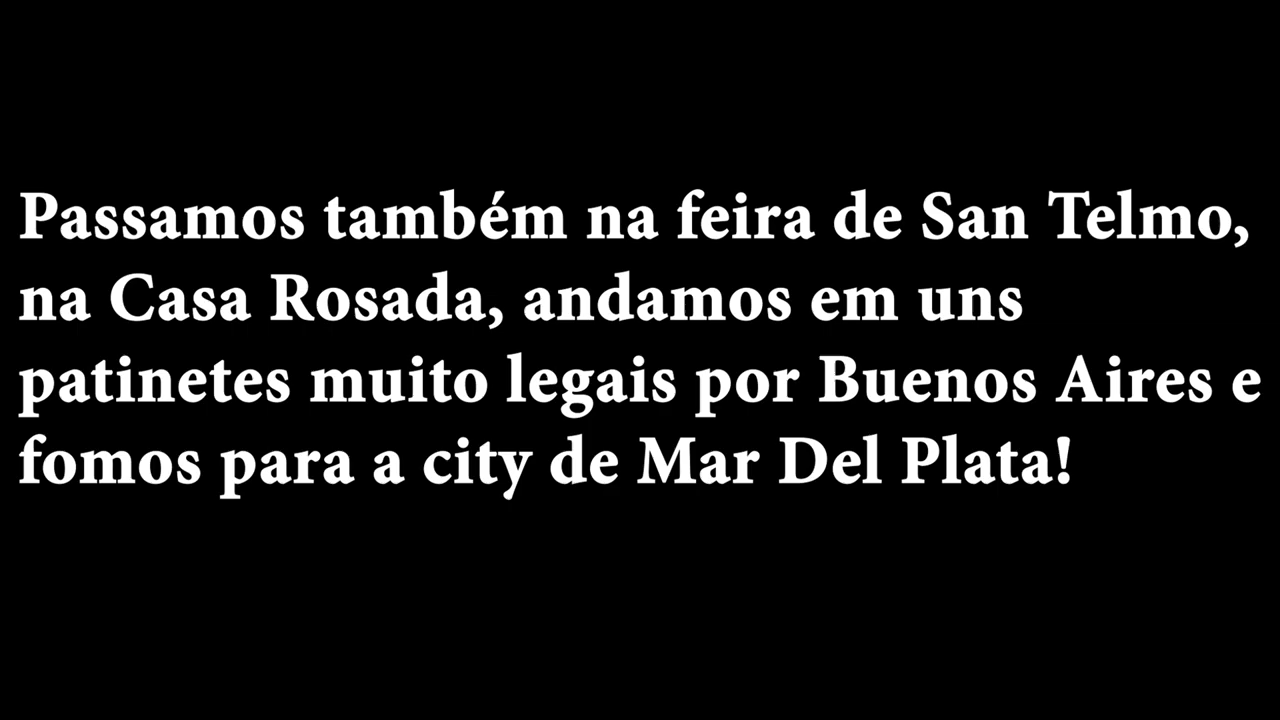 Passamos também na feira de San Telmo,
na Casa Rosada, andamos em uns
patinetes muito legais por Buenos Aires e
fomos para a city de Mar Del Plata!